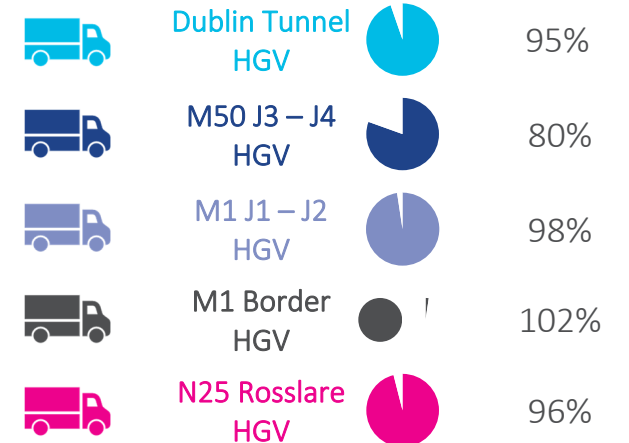 Dublin Tunnel
HGV
95%
M50 J3 – J4
HGV
80%
M1 J1 – J2
HGV
98%
M1 Border
HGV
102%
N25 Rosslare
HGV
96%